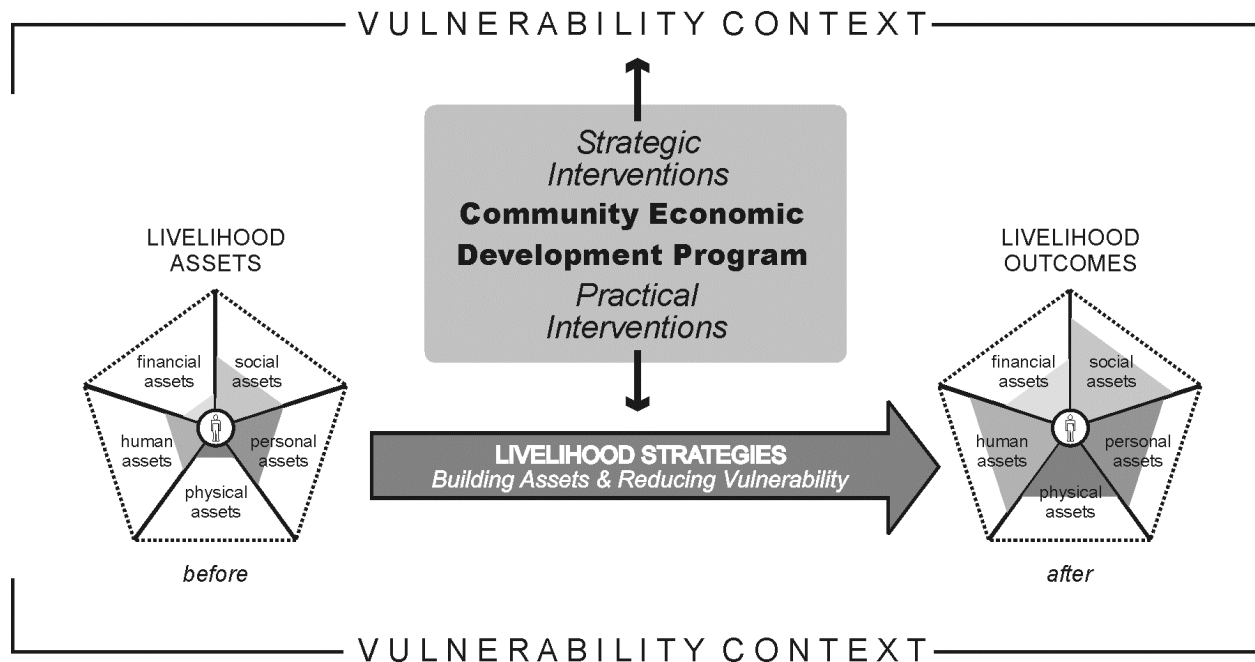 VULNERABILITY CONTEXT
Strategic
Interventions
Community Economic
Development Program
Practical
Interventions
LIVELIHOOD
ASSETS
financial
assets
social
assets
human
assets
personal
assets
physical
assets
before
LIVELIHOOD STRATEGIES
Building Assets & Reducing Vulnerability
LIVELIHOOD
OUTCOMES
financial
assets
social
assets
human
assets
personal
assets
physical
assets
after
VULNERABILITY CONTEXT